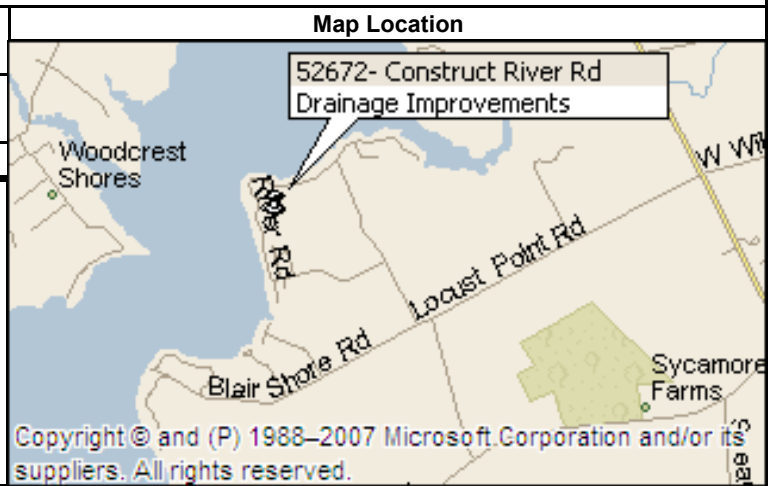 Map Location
52672- Construct River Rd
Drainage Improvements
Woodcrest
Shores
W Wil
River Rd
Locust Point Rd
Blair Shore Rd
Sycamore
Farms
Copyright © and (P) 1988–2007 Microsoft Corporation and/or its
suppliers. All rights reserved.